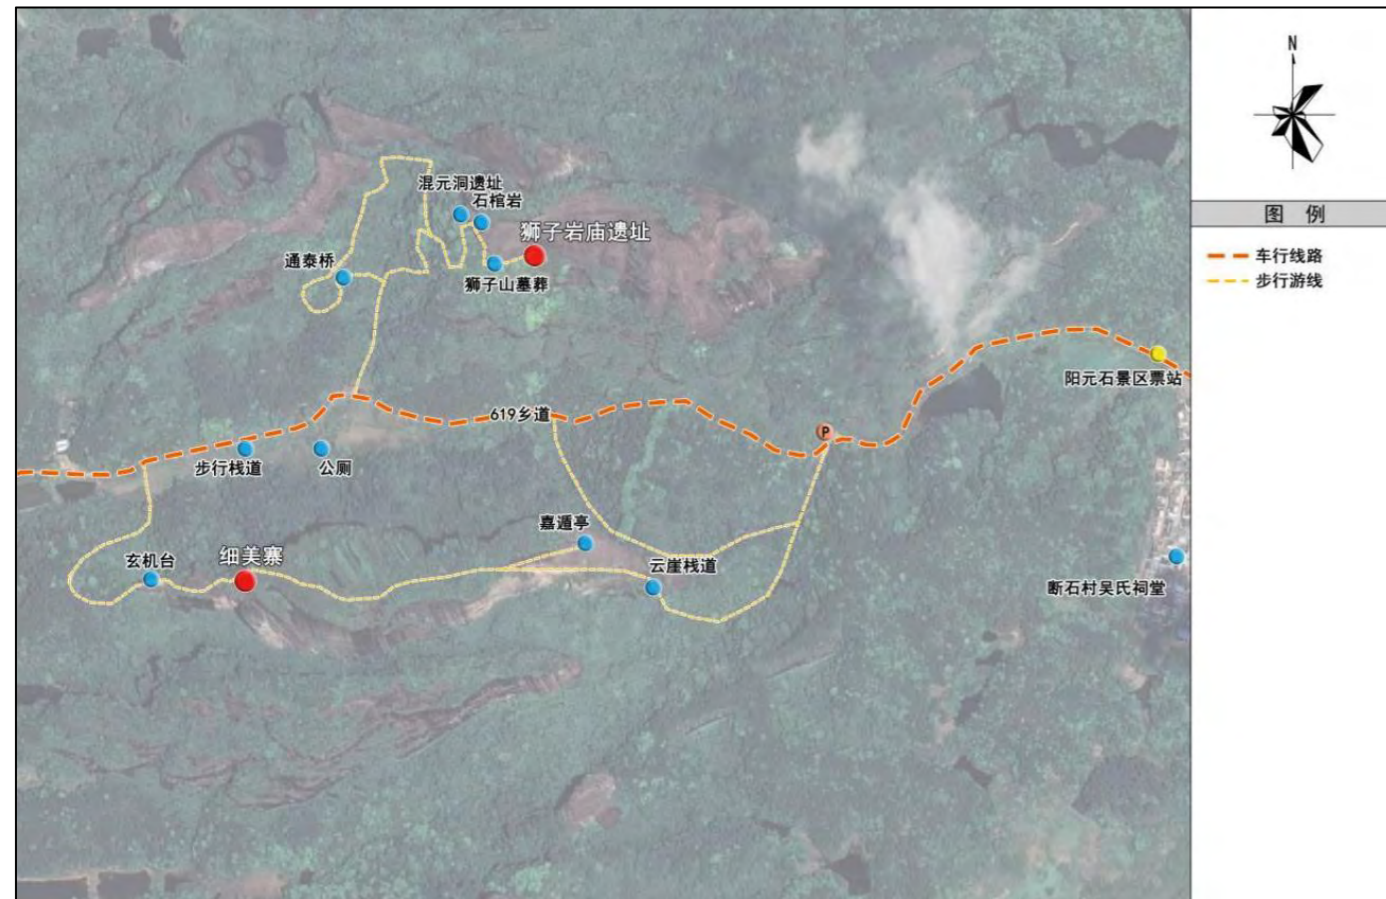 N
图 例
车行线路
步行游线
混元洞遗址
石棺岩
狮子岩庙遗址
通泰桥
狮子山墓葬
阳元石景区票站
619乡道
P
步行栈道
公厕
嘉遁亭
玄机台
细美寨
云崖栈道
断石村吴氏祠堂